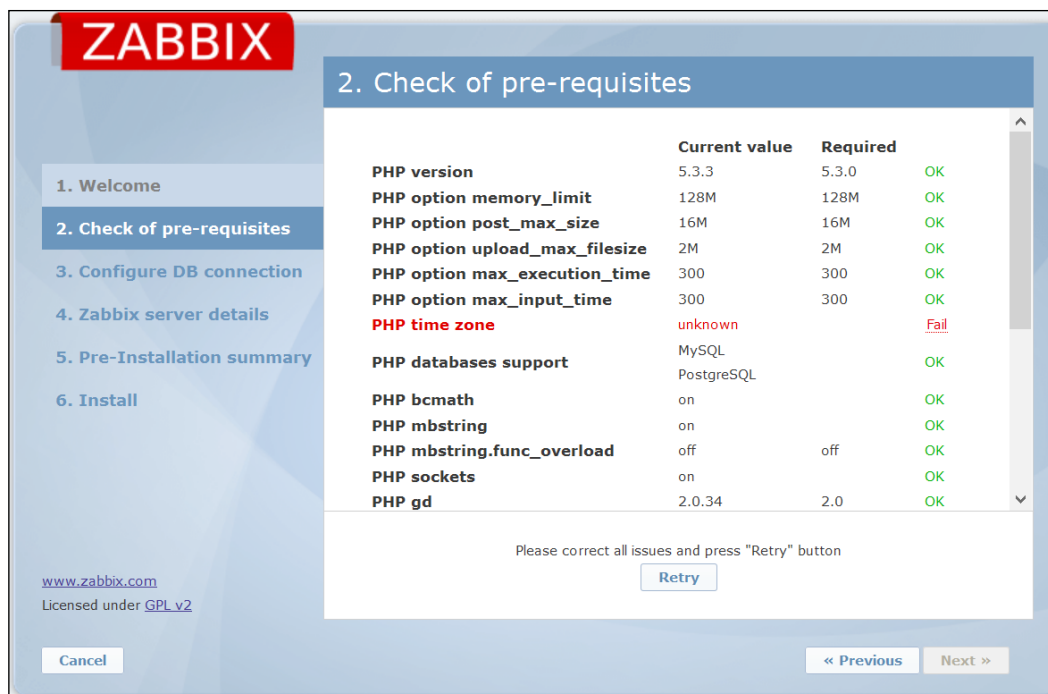 ZABBIX
2. Check of pre-requisites
1. Welcome
2. Check of pre-requisites
3. Configure DB connection
4. Zabbix server details
5. Pre-Installation summary
6. Install
Current value Required
PHP version 5.3.3 5.3.0 OK
PHP option memory_limit 128M 128M OK
PHP option post_max_size 16M 16M OK
PHP option upload_max_filesize 2M 2M OK
PHP option max_execution_time 300 300 OK
PHP option max_input_time 300 300 OK
PHP time zone unknown Fail
MySQL
PHP databases support OK
PostgreSQL
PHP bcmath on OK
PHP mbstring on OK
PHP mbstring.func_overload off off OK
PHP sockets on OK
PHP gd 2.0.34 2.0 OK
Please correct all issues and press "Retry" button
Retry
www.zabbix.com
Licensed under GPL v2
Cancel
« Previous
Next »